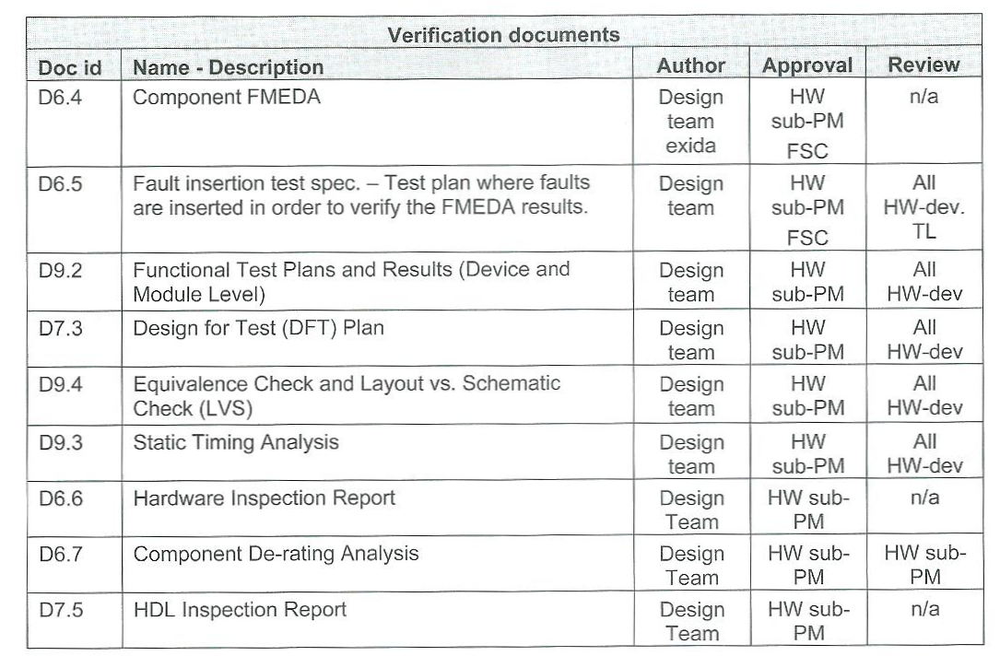 Verification documents
Doc id Name - Description Author Approval Review
D6.4 Component FMEDA Design HW n/a
team sub-PM
exida FSC
D6.5 Fault insertion test spec. – Test plan where faults Design HW All
are inserted in order to verify the FMEDA results. team sub-PM HW-dev.
FSC TL
D9.2 Functional Test Plans and Results (Device and Design HW All
Module Level) team sub-PM HW-dev
D7.3 Design for Test (DFT) Plan Design HW All
team sub-PM HW-dev
D9.4 Equivalence Check and Layout vs. Schematic Design HW All
Check (LVS) team sub-PM HW-dev
D9.3 Static Timing Analysis Design HW All
team sub-PM HW-dev
D6.6 Hardware Inspection Report Design HW sub- n/a
Team PM
D6.7 Component De-rating Analysis Design HW sub- HW sub-
Team PM PM
D7.5 HDL Inspection Report Design HW sub- n/a
Team PM